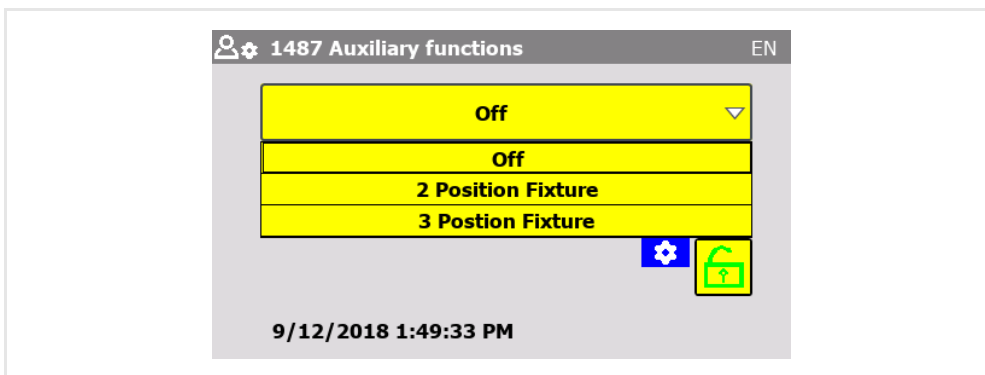 1487 Auxiliary functions EN
Off
Off
2 Position Fixture
3 Postion Fixture
9/12/2018 1:49:33 PM